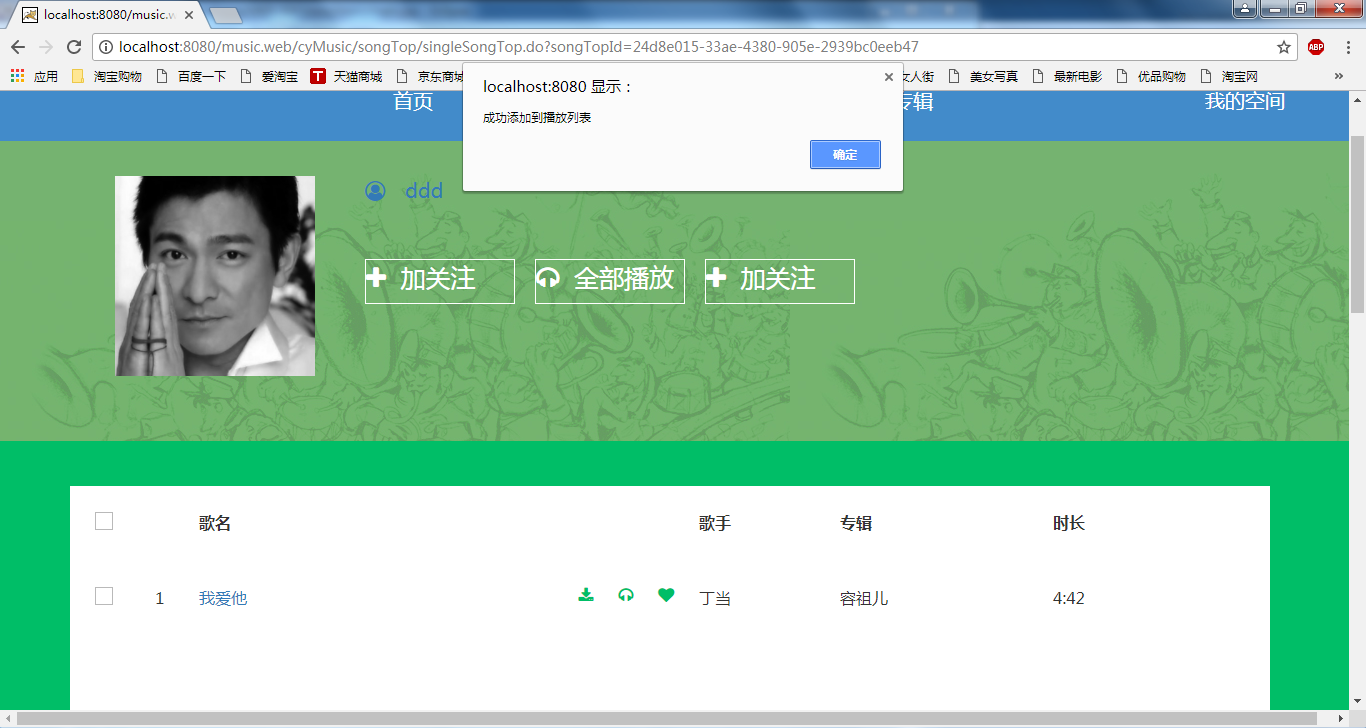 localhost:8080/music.w
localhost:8080/music.web/cyMusic/songTop/singleSongTop.do?songTopId=24d8e015-33ae-4380-905e-2939bc0eeb47
ABP
应用 淘宝购物 百度一下 爱淘宝 T 天猫商城 京东商城 女人街 美女写真 最新电影 优品购物 淘宝网 »
localhost:8080 显示：
成功添加到播放列表
确定
首页 专辑 我的空间
ddd
加关注 全部播放 加关注
歌名 歌手 专辑 时长
1 我爱他 丁当 容祖儿 4:42